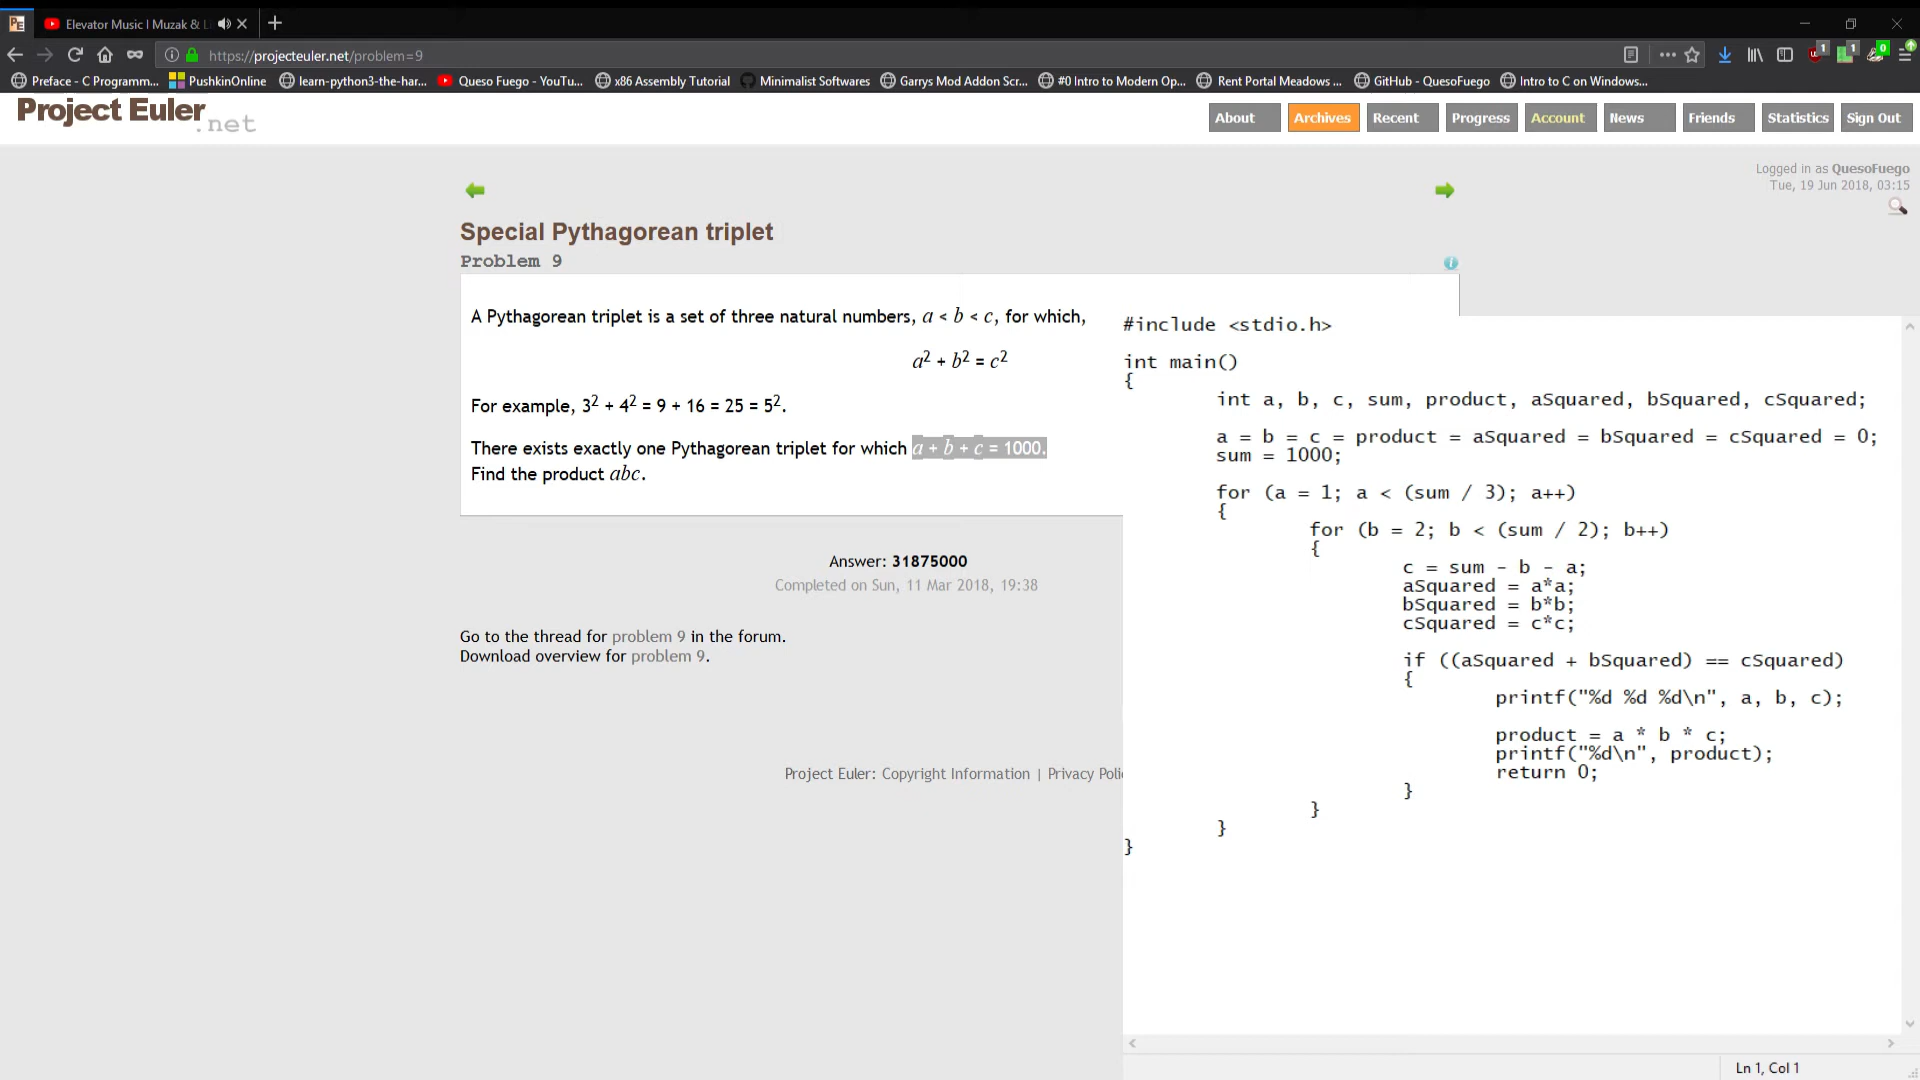 Elevator Music | Muzak & L
https://projecteuler.net/problem=9
1 1 0
Preface - C Programm... PushkinOnline learn-python3-the-har... Queso Fuego - YouTu... x86 Assembly Tutorial Minimalist Softwares Garrys Mod Addon Scr... #0 Intro to Modern Op... Rent Portal Meadows ... GitHub - QuesoFuego Intro to C on Windows...
Project Euler
.net
About Archives Recent Progress Account News Friends Statistics Sign Out
Logged in as QuesoFuego
Tue, 19 Jun 2018, 03:15
Special Pythagorean triplet
Problem 9
A Pythagorean triplet is a set of three natural numbers, a < b < c, for which,
a² + b² = c²
For example, 3² + 4² = 9 + 16 = 25 = 5².
There exists exactly one Pythagorean triplet for which a + b + c = 1000.
Find the product abc.
Answer: 31875000
Completed on Sun, 11 Mar 2018, 19:38
Go to the thread for problem 9 in the forum.
Download overview for problem 9.
Project Euler: Copyright Information | Privacy Poli
#include <stdio.h>
int main()
{
int a, b, c, sum, product, aSquared, bSquared, cSquared;
a = b = c = product = aSquared = bSquared = cSquared = 0;
sum = 1000;
for (a = 1; a < (sum / 3); a++)
{
for (b = 2; b < (sum / 2); b++)
{
c = sum - b - a;
aSquared = a*a;
bSquared = b*b;
cSquared = c*c;
if ((aSquared + bSquared) == cSquared)
{
printf("%d %d %d\n", a, b, c);
product = a * b * c;
printf("%d\n", product);
return 0;
}
}
}
}
Ln 1, Col 1